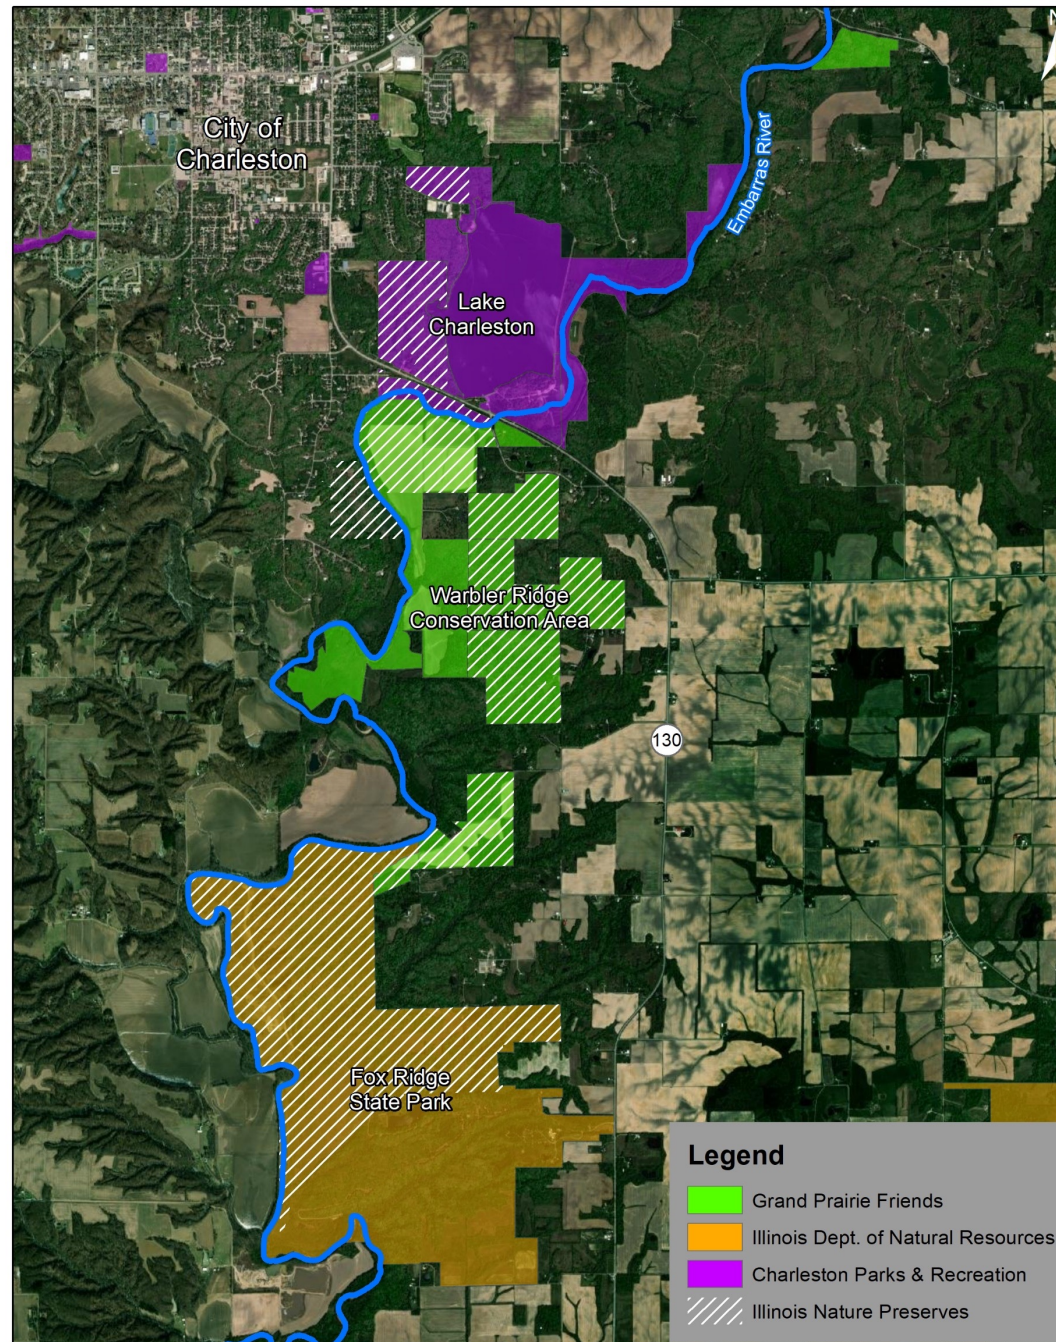 N
City of
Charleston
Embarras River
Lake
Charleston
Warbler Ridge
Conservation Area
130
Fox Ridge
State Park
Legend
Grand Prairie Friends
Illinois Dept. of Natural Resources
Charleston Parks & Recreation
Illinois Nature Preserves